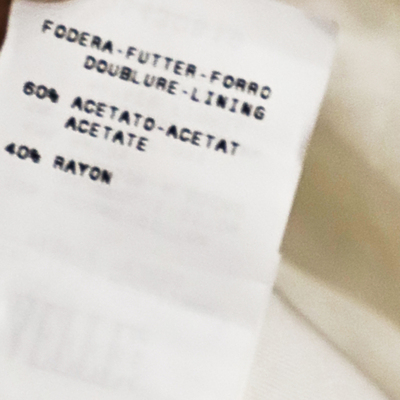 FODERA-FUTTER-FORRO
DOUBLURE-LINING
60% ACETATO-ACETAT
ACETATE
40% RAYON